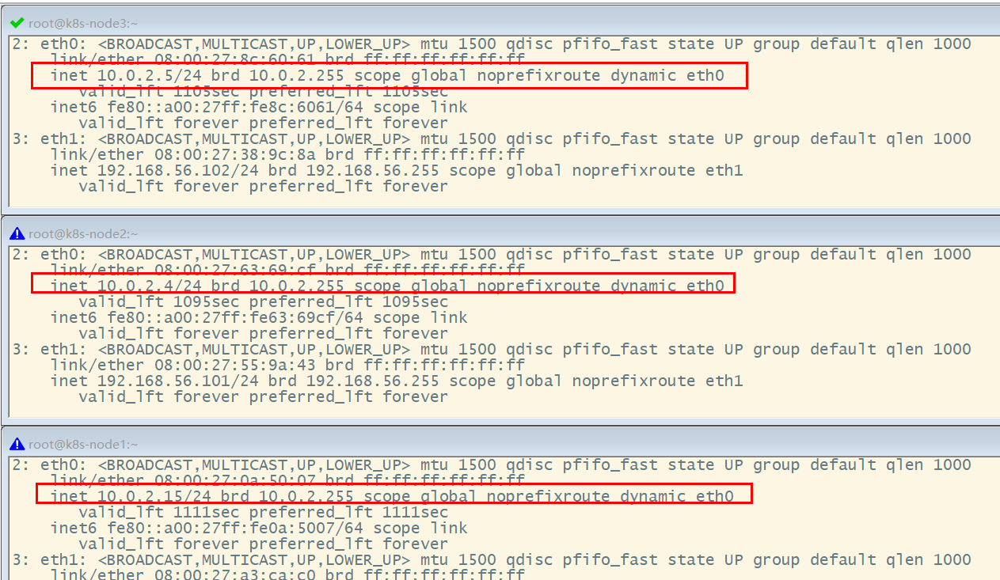 root@k8s-node3:~
2: eth0: <BROADCAST,MULTICAST,UP,LOWER_UP> mtu 1500 qdisc pfifo_fast state UP group default qlen 1000
link/ether 08:00:27:8c:60:61 brd ff:ff:ff:ff:ff:ff
inet 10.0.2.5/24 brd 10.0.2.255 scope global noprefixroute dynamic eth0
valid_lft 1105sec preferred_lft 1105sec
inet6 fe80::a00:27ff:fe8c:6061/64 scope link
valid_lft forever preferred_lft forever
3: eth1: <BROADCAST,MULTICAST,UP,LOWER_UP> mtu 1500 qdisc pfifo_fast state UP group default qlen 1000
link/ether 08:00:27:38:9c:8a brd ff:ff:ff:ff:ff:ff
inet 192.168.56.102/24 brd 192.168.56.255 scope global noprefixroute eth1
valid_lft forever preferred_lft forever
root@k8s-node2:~
2: eth0: <BROADCAST,MULTICAST,UP,LOWER_UP> mtu 1500 qdisc pfifo_fast state UP group default qlen 1000
link/ether 08:00:27:63:69:cf brd ff:ff:ff:ff:ff:ff
inet 10.0.2.4/24 brd 10.0.2.255 scope global noprefixroute dynamic eth0
valid_lft 1095sec preferred_lft 1095sec
inet6 fe80::a00:27ff:fe63:69cf/64 scope link
valid_lft forever preferred_lft forever
3: eth1: <BROADCAST,MULTICAST,UP,LOWER_UP> mtu 1500 qdisc pfifo_fast state UP group default qlen 1000
link/ether 08:00:27:55:9a:43 brd ff:ff:ff:ff:ff:ff
inet 192.168.56.101/24 brd 192.168.56.255 scope global noprefixroute eth1
valid_lft forever preferred_lft forever
root@k8s-node1:~
2: eth0: <BROADCAST,MULTICAST,UP,LOWER_UP> mtu 1500 qdisc pfifo_fast state UP group default qlen 1000
link/ether 08:00:27:0a:50:07 brd ff:ff:ff:ff:ff:ff
inet 10.0.2.15/24 brd 10.0.2.255 scope global noprefixroute dynamic eth0
valid_lft 1111sec preferred_lft 1111sec
inet6 fe80::a00:27ff:fe0a:5007/64 scope link
valid_lft forever preferred_lft forever
3: eth1: <BROADCAST,MULTICAST,UP,LOWER_UP> mtu 1500 qdisc pfifo_fast state UP group default qlen 1000
link/ether 08:00:27:a3:ca:c0 brd ff:ff:ff:ff:ff:ff